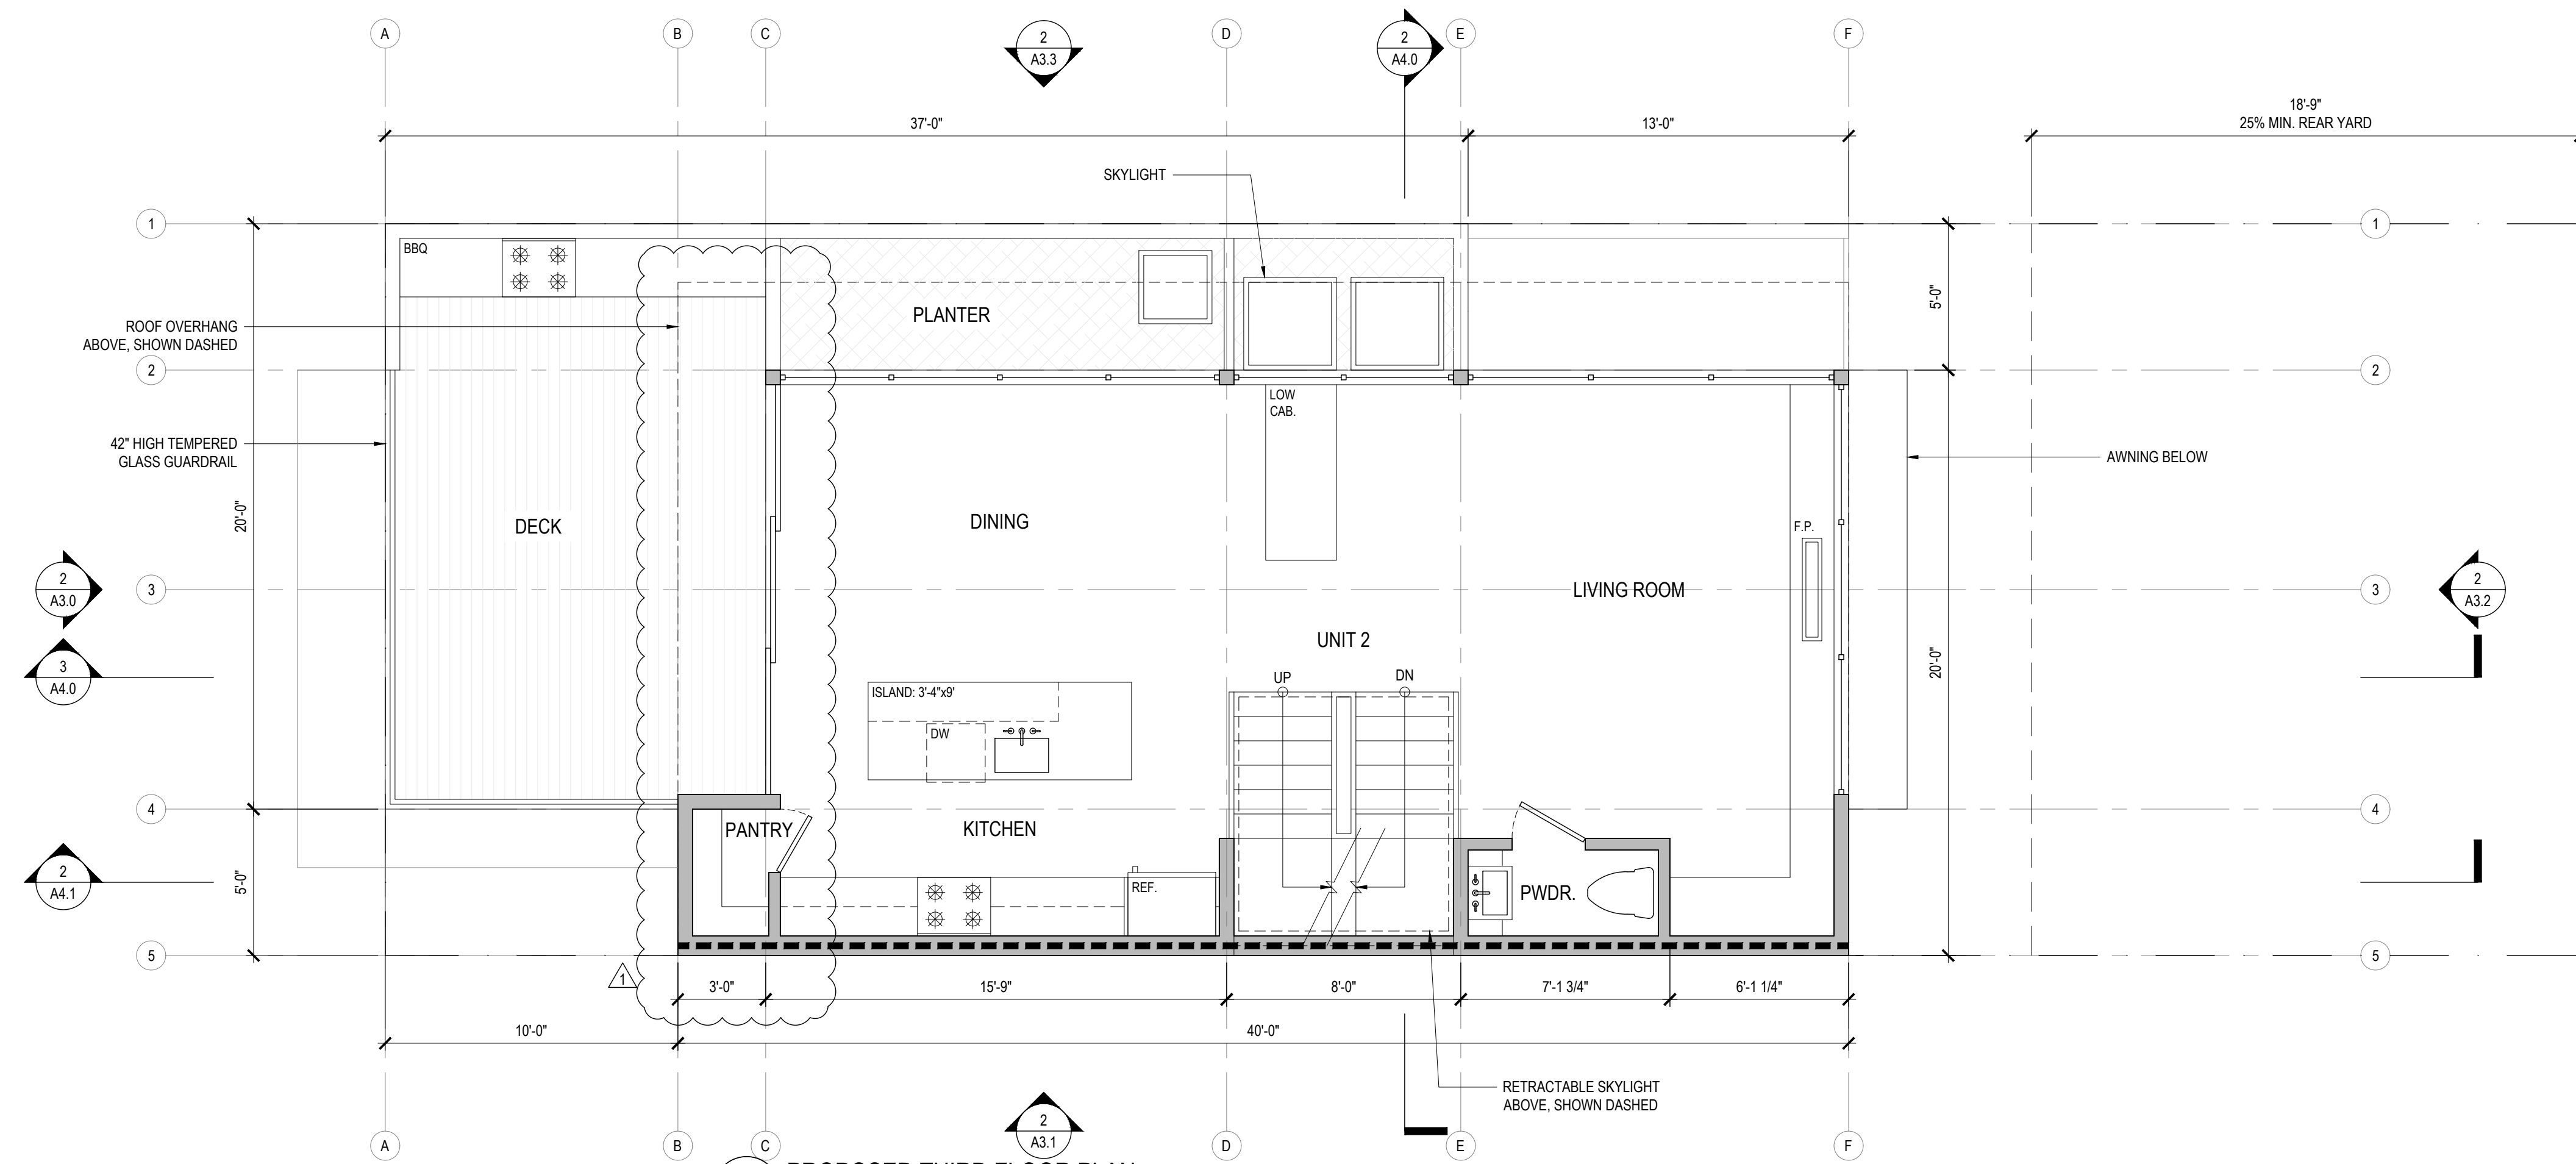 A
B
C
2
A3.3
D
2
A4.0
E
F
37'-0"
13'-0"
18'-9"
25% MIN. REAR YARD
SKYLIGHT
1
1
BBQ
PLANTER
5'-0"
ROOF OVERHANG
ABOVE, SHOWN DASHED
2
2
LOW
CAB.
42" HIGH TEMPERED
GLASS GUARDRAIL
AWNING BELOW
20'-0"
DECK
DINING
F.P.
2
A3.0
3
LIVING ROOM
3
2
A3.2
UNIT 2
3
A4.0
UP
DN
20'-0"
ISLAND: 3'-4"x9'
DW
4
PANTRY
KITCHEN
4
2
A4.1
5'-0"
REF.
PWDR.
5
5
1
3'-0"
15'-9"
8'-0"
7'-1 3/4"
6'-1 1/4"
10'-0"
40'-0"
RETRACTABLE SKYLIGHT
ABOVE, SHOWN DASHED
A
B
C
2
A3.1
D
E
F
PROPOSED THIRD FLOOR PLAN